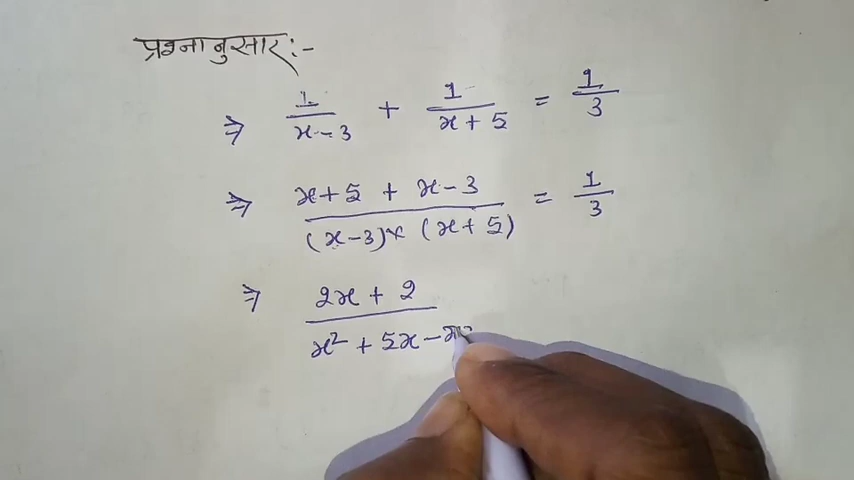 प्रश्नानुसार:-
⇒ 1/(x-3) + 1/(x+5) = 1/3
⇒ (x+5 + x-3)/((x-3)×(x+5)) = 1/3
⇒ (2x+2)/(x² + 5x -